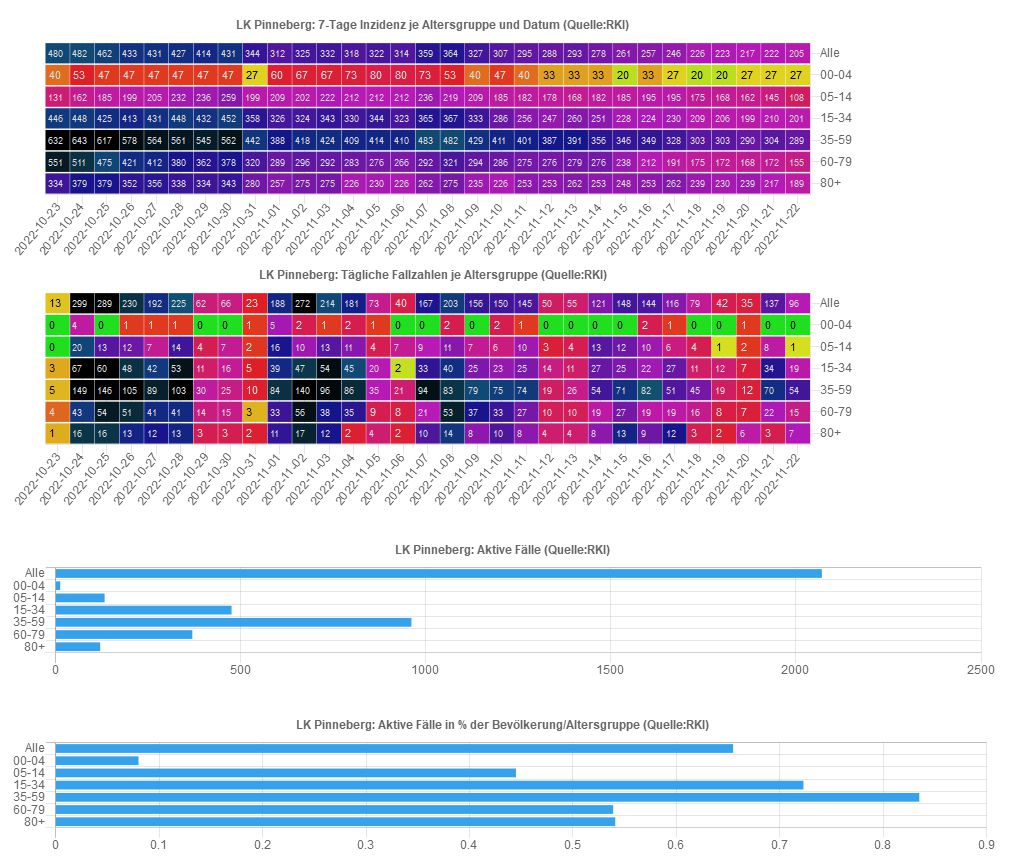 LK Pinneberg: 7-Tage Inzidenz je Altersgruppe und Datum (Quelle:RKI)
480 482 462 433 431 427 414 431 344 312 325 332 318 322 314 359 364 327 307 295 288 293 278 261 257 246 226 223 217 222 205 Alle
40 53 47 47 47 47 47 47 27 60 67 67 73 80 80 73 53 40 47 40 33 33 33 20 33 27 20 20 27 27 27 00-04
131 162 185 199 205 232 236 259 199 209 202 222 212 212 212 236 219 209 185 182 178 168 182 185 195 195 175 168 162 145 108 05-14
446 448 425 413 431 448 432 452 358 326 324 343 330 344 323 365 367 333 286 256 247 260 251 228 224 230 209 206 199 210 201 15-34
632 643 617 578 564 561 545 562 442 388 418 424 409 414 410 483 482 429 411 401 387 391 356 346 349 328 303 303 290 304 289 35-59
551 511 475 421 412 380 362 378 320 289 296 292 283 276 266 292 321 294 286 275 276 279 276 238 212 191 175 172 168 172 155 60-79
334 379 379 352 356 338 334 343 280 257 275 275 226 230 226 262 275 235 226 239 253 262 253 248 253 262 239 230 239 217 189 80+
2022-10-23 2022-10-24 2022-10-25 2022-10-26 2022-10-27 2022-10-28 2022-10-29 2022-10-30 2022-10-31 2022-11-01 2022-11-02 2022-11-03 2022-11-04 2022-11-05 2022-11-06 2022-11-07 2022-11-08 2022-11-09 2022-11-10 2022-11-11 2022-11-12 2022-11-13 2022-11-14 2022-11-15 2022-11-16 2022-11-17 2022-11-18 2022-11-19 2022-11-20 2022-11-21 2022-11-22
LK Pinneberg: Tägliche Fallzahlen je Altersgruppe (Quelle:RKI)
13 299 289 230 192 225 62 66 23 188 272 214 181 73 40 167 203 156 150 145 50 55 121 148 144 116 79 42 35 137 96 Alle
0 4 0 1 1 1 0 0 1 5 2 1 2 1 0 0 2 0 2 1 0 0 0 0 2 1 0 0 1 0 0 00-04
0 20 13 12 7 14 4 7 2 16 10 13 11 4 7 9 11 7 6 10 3 4 13 12 10 6 4 1 2 8 1 05-14
3 67 60 48 42 53 11 16 5 39 47 54 45 20 2 33 40 25 23 25 14 11 27 25 22 27 11 12 7 34 19 15-34
5 149 146 105 89 103 30 25 10 84 140 96 86 35 21 94 83 79 75 74 19 26 54 71 82 51 45 19 12 70 54 35-59
4 43 54 51 41 41 14 15 3 33 56 38 35 9 8 21 53 37 33 27 10 10 19 27 19 19 16 8 7 22 15 60-79
1 16 16 13 12 13 3 3 2 11 17 12 2 4 2 10 14 8 10 8 4 4 8 13 9 12 3 2 6 3 7 80+
2022-10-23 2022-10-24 2022-10-25 2022-10-26 2022-10-27 2022-10-28 2022-10-29 2022-10-30 2022-10-31 2022-11-01 2022-11-02 2022-11-03 2022-11-04 2022-11-05 2022-11-06 2022-11-07 2022-11-08 2022-11-09 2022-11-10 2022-11-11 2022-11-12 2022-11-13 2022-11-14 2022-11-15 2022-11-16 2022-11-17 2022-11-18 2022-11-19 2022-11-20 2022-11-21 2022-11-22
LK Pinneberg: Aktive Fälle (Quelle:RKI)
Alle
00-04
05-14
15-34
35-59
60-79
80+
0 500 1000 1500 2000 2500
LK Pinneberg: Aktive Fälle in % der Bevölkerung/Altersgruppe (Quelle:RKI)
Alle
00-04
05-14
15-34
35-59
60-79
80+
0 0.1 0.2 0.3 0.4 0.5 0.6 0.7 0.8 0.9